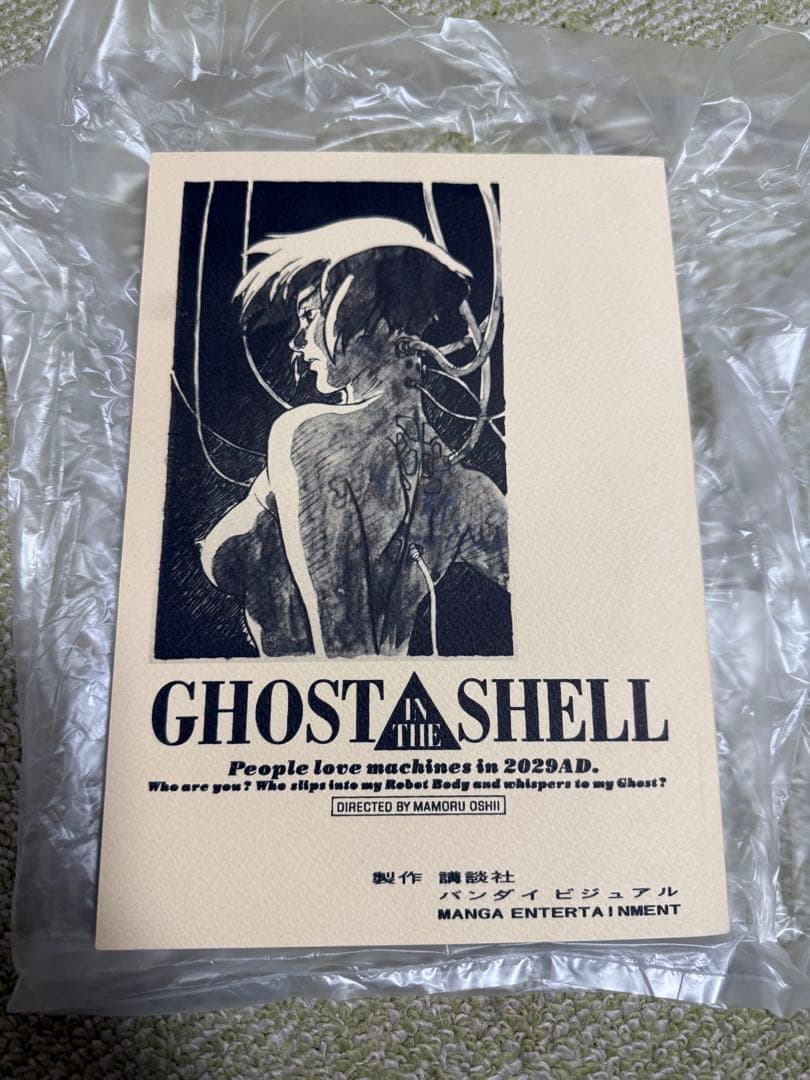 GHOST IN THE SHELL
People love machines in 2029AD.
Who are you? Who slips into my Robot Body and whispers to my Ghost?
DIRECTED BY MAMORU OSHII
製作 講談社
バンダイビジュアル
MANGA ENTERTAINMENT